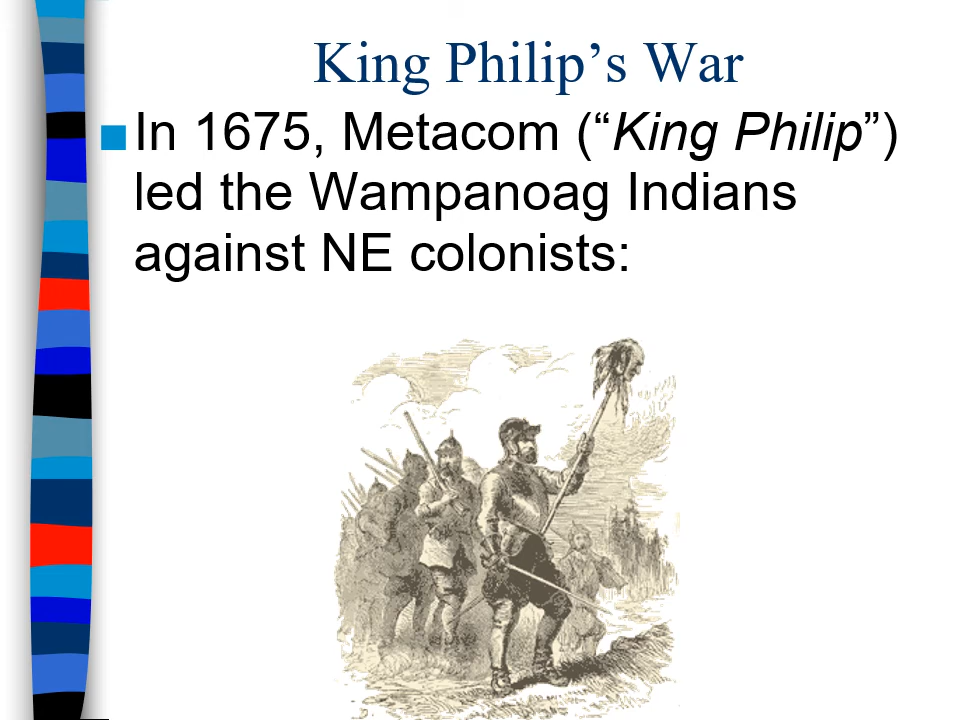 King Philip’s War
■In 1675, Metacom (“King Philip”)
led the Wampanoag Indians
against NE colonists: